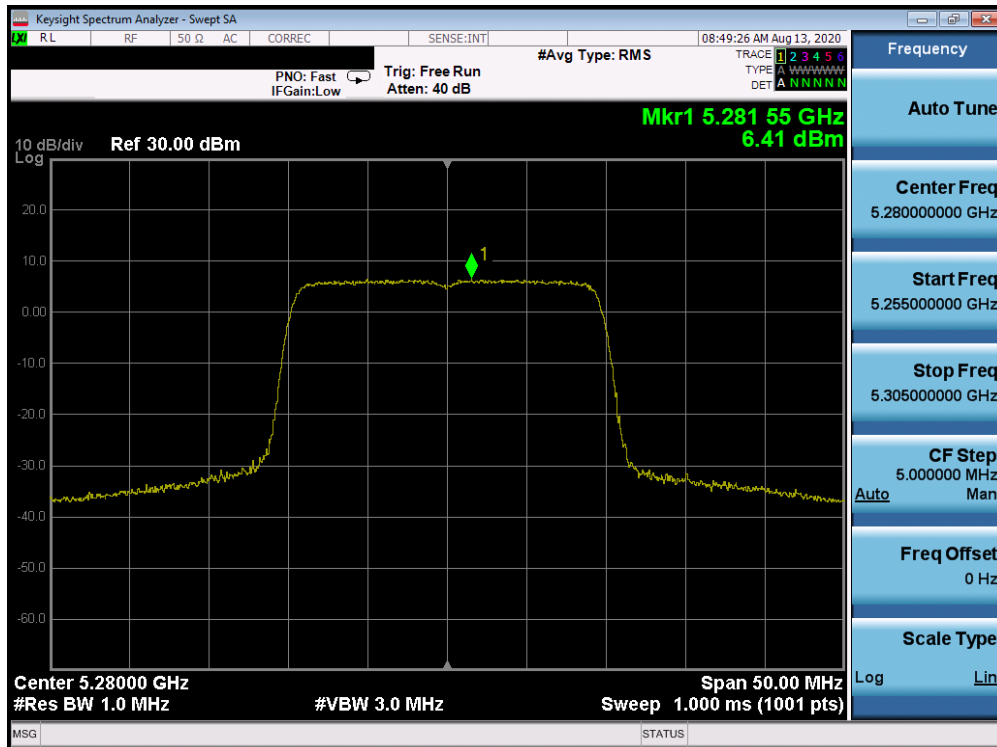 Keysight Spectrum Analyzer - Swept SA
LXI RL RF 50 Ω AC CORREC SENSE:INT 08:49:26 AM Aug 13, 2020
PNO: Fast
IFGain:Low
Trig: Free Run
Atten: 40 dB
#Avg Type: RMS
TRACE 1 2 3 4 5 6
TYPE A WWWWW
DET A N N N N N
Mkr1 5.281 55 GHz
6.41 dBm
10 dB/div Ref 30.00 dBm
Log
20.0
10.0
0.00
-10.0
-20.0
-30.0
-40.0
-50.0
-60.0
1
Center 5.28000 GHz Span 50.00 MHz
#Res BW 1.0 MHz #VBW 3.0 MHz Sweep 1.000 ms (1001 pts)
MSG STATUS
Frequency
Auto Tune
Center Freq
5.280000000 GHz
Start Freq
5.255000000 GHz
Stop Freq
5.305000000 GHz
CF Step
5.000000 MHz
Auto Man
Freq Offset
0 Hz
Scale Type
Log Lin